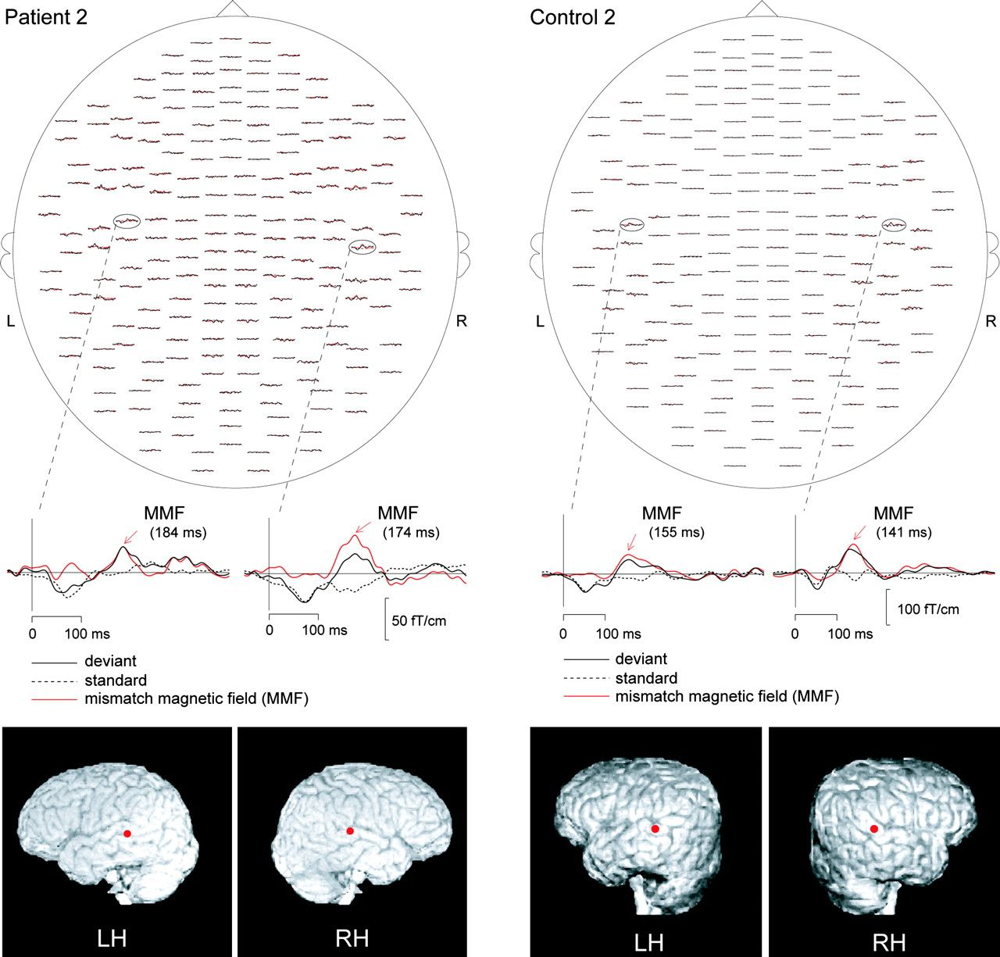 Patient 2
Control 2
L
R
L
R
MMF
(184 ms)
MMF
(174 ms)
MMF
(155 ms)
MMF
(141 ms)
0 100 ms
0 100 ms
50 fT/cm
0 100 ms
0 100 ms
100 fT/cm
deviant
standard
mismatch magnetic field (MMF)
deviant
standard
mismatch magnetic field (MMF)
LH
RH
LH
RH